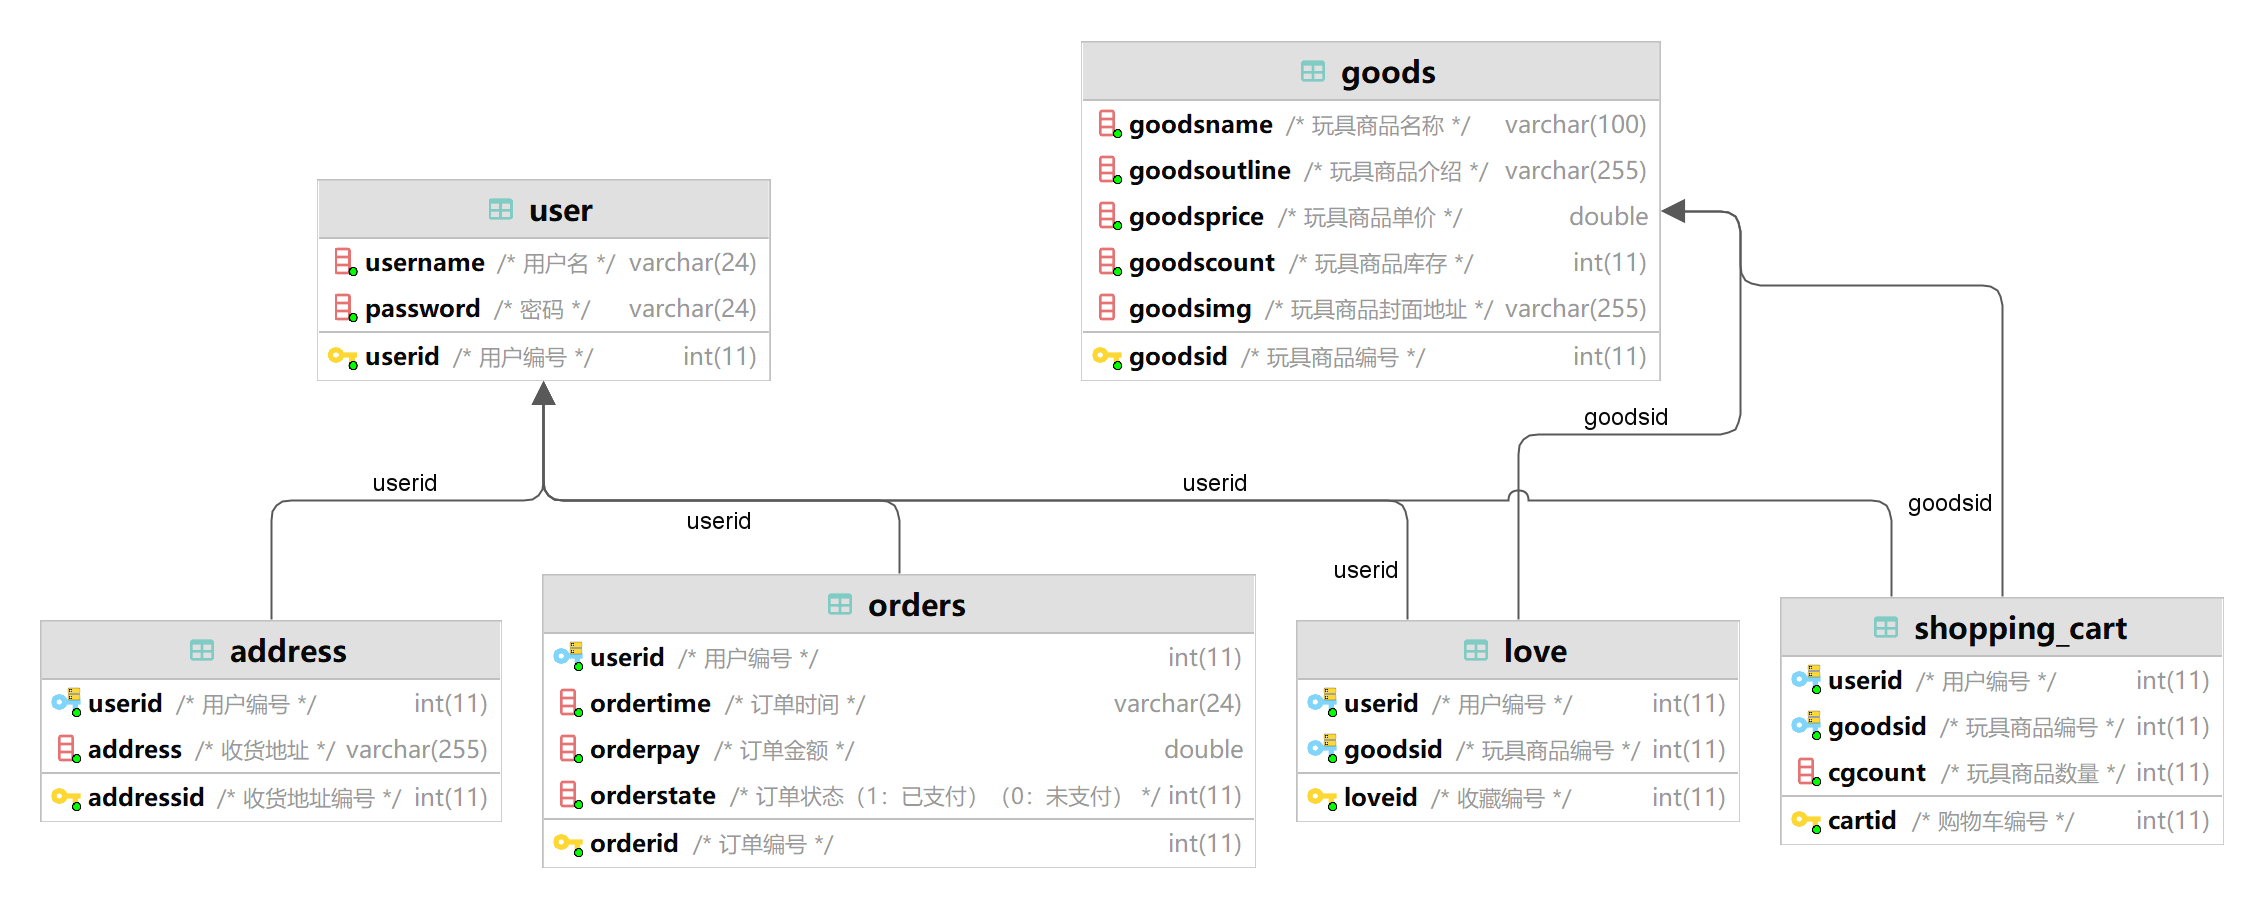 goods
goodsname /* 玩具商品名称 */ varchar(100)
goodsoutline /* 玩具商品介绍 */ varchar(255)
goodsprice /* 玩具商品单价 */ double
goodscount /* 玩具商品库存 */ int(11)
goodsimg /* 玩具商品封面地址 */ varchar(255)
goodsid /* 玩具商品编号 */ int(11)
user
username /* 用户名 */ varchar(24)
password /* 密码 */ varchar(24)
userid /* 用户编号 */ int(11)
goodsid
userid
userid
goodsid
userid
userid
address
userid /* 用户编号 */ int(11)
address /* 收货地址 */ varchar(255)
addressid /* 收货地址编号 */ int(11)
orders
userid /* 用户编号 */ int(11)
ordertime /* 订单时间 */ varchar(24)
orderpay /* 订单金额 */ double
orderstate /* 订单状态（1：已支付）（0：未支付） */ int(11)
orderid /* 订单编号 */ int(11)
love
userid /* 用户编号 */ int(11)
goodsid /* 玩具商品编号 */ int(11)
loveid /* 收藏编号 */ int(11)
shopping_cart
userid /* 用户编号 */ int(11)
goodsid /* 玩具商品编号 */ int(11)
cgcount /* 玩具商品数量 */ int(11)
cartid /* 购物车编号 */ int(11)